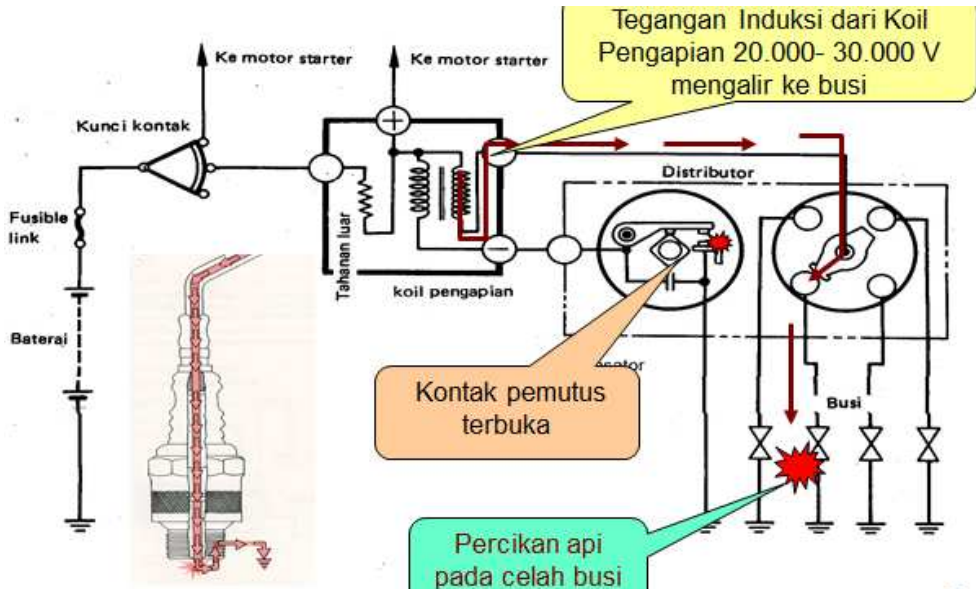 Tegangan Induksi dari Koil
Pengapian 20.000- 30.000 V
mengalir ke busi
Ke motor starter
Ke motor starter
Kunci kontak
Distributor
Fusible
link
Tahanan luar
koil pengapian
Baterai
Kontak pemutus
terbuka
Busi
Percikan api
pada celah busi